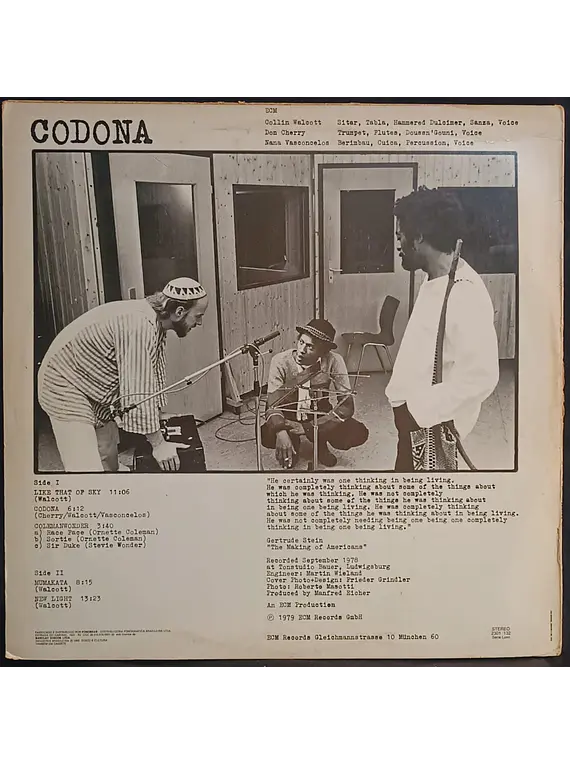 CODONA
ECM
Collin Walcott Sitar, Tabla, Hammered Dulcimer, Sanza, Voice
Don Cherry Trumpet, Flutes, Doussn'Gouni, Voice
Nana Vasconcelos Berimbau, Cuica, Percussion, Voice
Side I
LIKE THAT OF SKY 11:06
(Walcott)
CODONA 6:12
(Cherry/Walcott/Vasconcelos)
COLEMANWONDER 3:40
a) Race Face (Ornette Coleman)
b) Sortie (Ornette Coleman)
c) Sir Duke (Stevie Wonder)
Side II
MUMAKATA 8:15
(Walcott)
NEW LIGHT 13:23
(Walcott)
"He certainly was one thinking in being living.
He was completely thinking about some of the things about
which he was thinking. He was not completely
thinking about some of the things he was thinking about
in being one being living. He was completely thinking
about some of the things he was thinking about in being living.
He was not completely needing being one being one completely
thinking in being living."
Gertrude Stein
"The Making of Americans"
Recorded September 1978
at Tonstudio Bauer, Ludwigsburg
Engineer: Martin Wieland
Cover Photo+Design: Frieder Grindler
Photo: Roberto Masotti
Produced by Manfred Eicher
An ECM Production
Ⓟ 1979 ECM Records GmbH
ECM Records Gleichmannstrasse 10 München 60
STEREO
2301 132